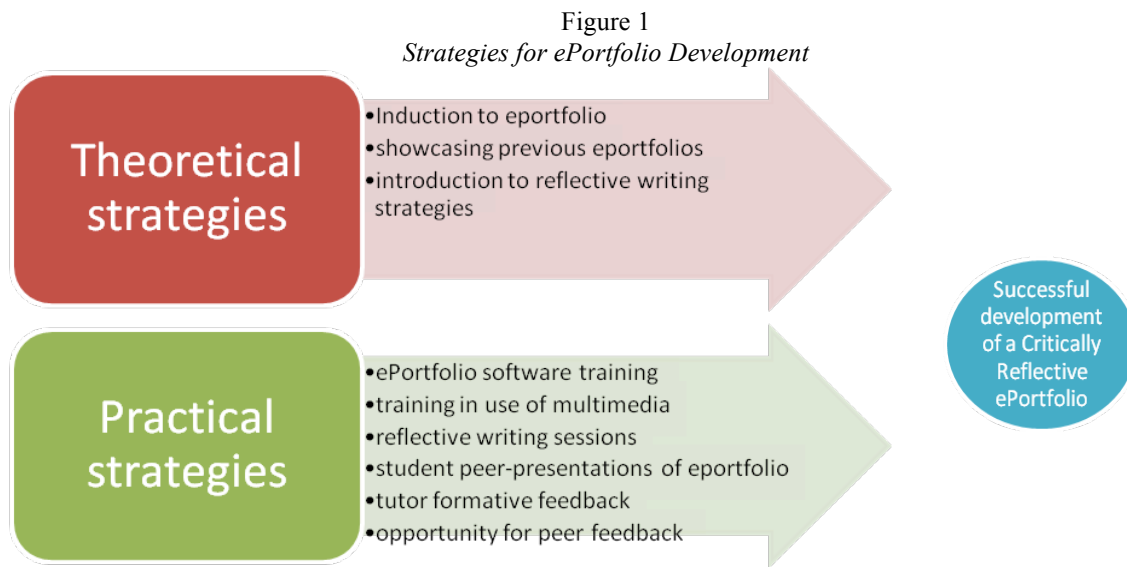 Figure 1
Strategies for ePortfolio Development
Theoretical
strategies
•Induction to eportfolio
•showcasing previous eportfolios
•introduction to reflective writing
strategies
Practical
strategies
•ePortfolio software training
•training in use of multimedia
•reflective writing sessions
•student peer-presentations of eportfolio
•tutor formative feedback
•opportunity for peer feedback
Successful
development
of a Critically
Reflective
ePortfolio